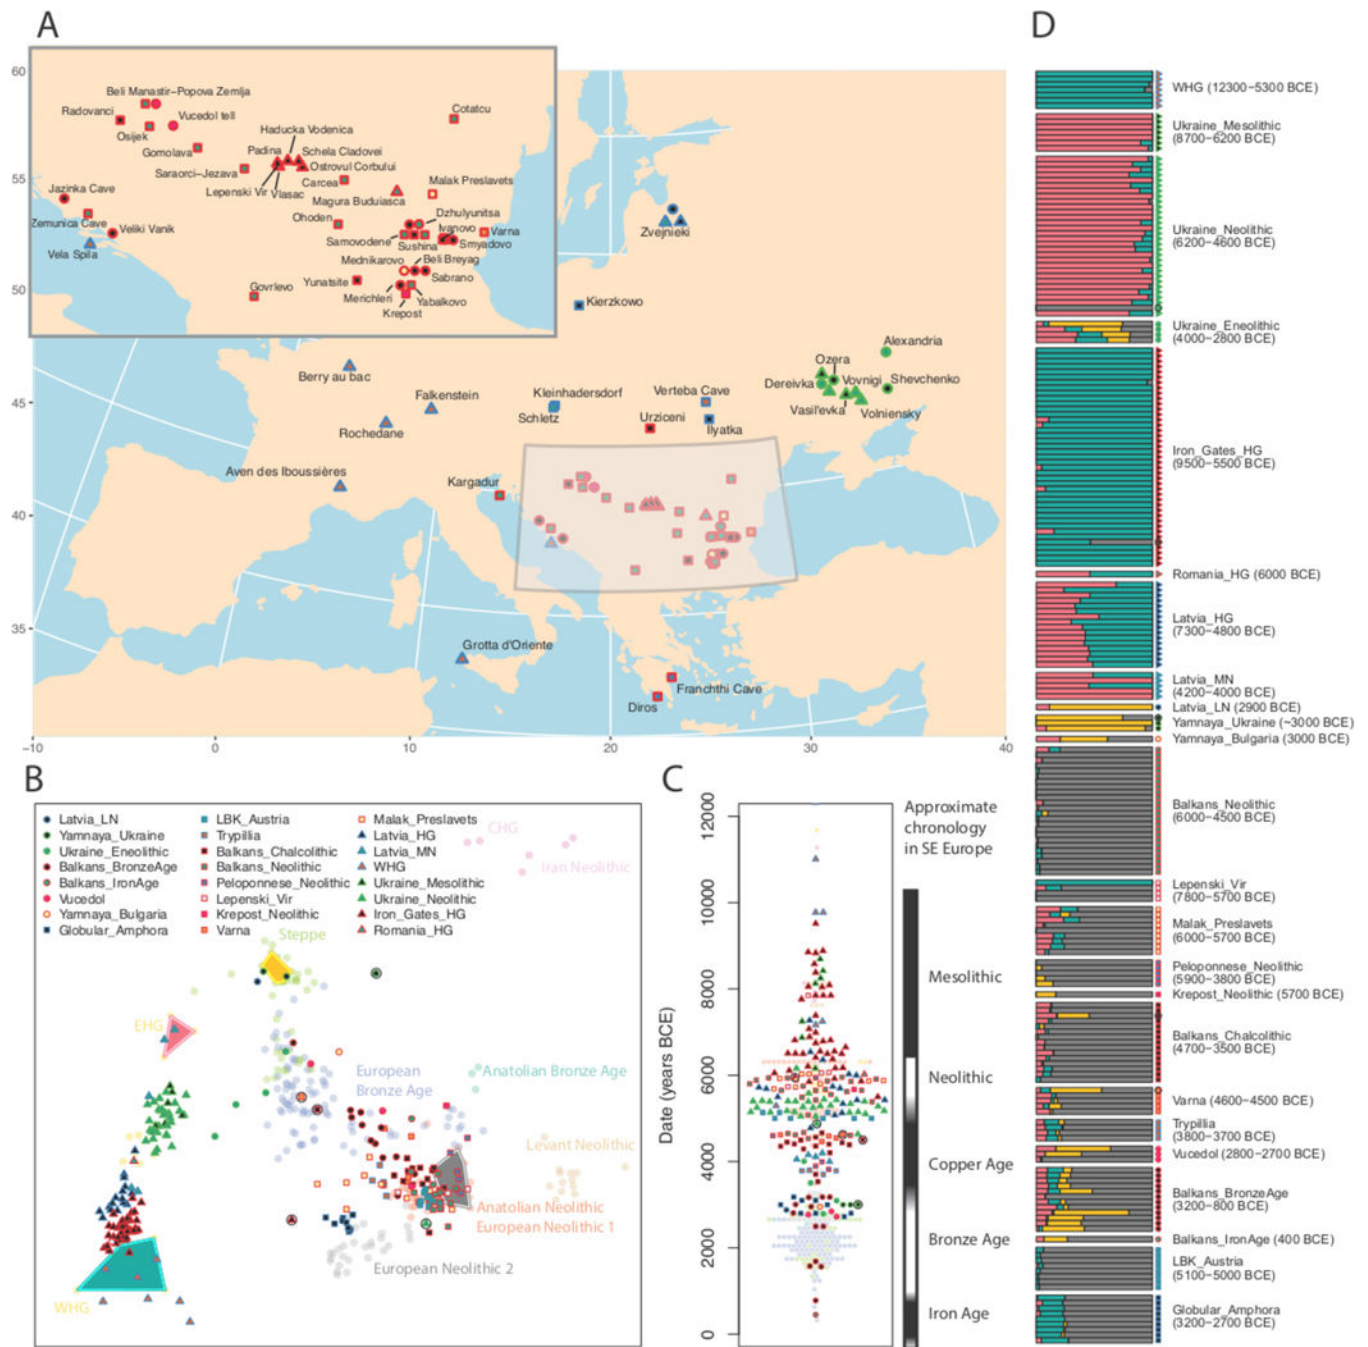 A
60
55
50
45
40
35
−10
0
10
20
30
40
Beli Manastir−Popova Zemlja
Radovanci
Vucedol tell
Osijek
Gomolava
Haducka Vodenica
Cotatcu
Padina
Schela Cladovei
Saraorci−Jezava
Ostrovul Corbului
Lepenski Vir
Vlasac
Carcea
Malak Preslavets
Jazinka Cave
Magura Buduiasca
Zemunica Cave
Veliki Vanik
Ohoden
Dzhulyunitsa
Ivanovo
Varna
Vela Spila
Samovodene
Sushina
Smyadovo
Mednikarovo
Beli Breyag
Govrlevo
Yunatsite
Sabrano
Merichleri
Yabalkovo
Krepost
Zvejnieki
Kierzkowo
Berry au bac
Falkenstein
Rochedane
Kleinhadersdorf
Schletz
Verteba Cave
Urziceni
Ilyatka
Alexandria
Ozera
Dereivka
Vovnigi
Shevchenko
Vasil'evka
Volniensky
Aven des Iboussières
Kargadur
Grotta d'Oriente
Franchthi Cave
Diros
B
Latvia_LN
Yamnaya_Ukraine
Ukraine_Eneolithic
Balkans_BronzeAge
Balkans_IronAge
Vucedol
Yamnaya_Bulgaria
Globular_Amphora
LBK_Austria
Trypillia
Balkans_Chalcolithic
Balkans_Neolithic
Peloponnese_Neolithic
Lepenski_Vir
Krepost_Neolithic
Varna
Malak_Preslavets
Latvia_HG
Latvia_MN
WHG
Ukraine_Mesolithic
Ukraine_Neolithic
Iron_Gates_HG
Romania_HG
CHG
Iran Neolithic
Steppe
EHG
European
Bronze Age
Anatolian Bronze Age
Levant Neolithic
Anatolian Neolithic
European Neolithic 1
European Neolithic 2
WHG
C
Date (years BCE)
12000
10000
8000
6000
4000
2000
0
Approximate
chronology
in SE Europe
Mesolithic
Neolithic
Copper Age
Bronze Age
Iron Age
D
WHG (12300−5300 BCE)
Ukraine_Mesolithic
(8700−6200 BCE)
Ukraine_Neolithic
(6200−4600 BCE)
Ukraine_Eneolithic
(4000−2800 BCE)
Iron_Gates_HG
(9500−5500 BCE)
Romania_HG (6000 BCE)
Latvia_HG
(7300−4800 BCE)
Latvia_MN
(4200−4000 BCE)
Latvia_LN (2900 BCE)
Yamnaya_Ukraine (~3000 BCE)
Yamnaya_Bulgaria (3000 BCE)
Balkans_Neolithic
(6000−4500 BCE)
Lepenski_Vir
(7800−5700 BCE)
Malak_Preslavets
(6000−5700 BCE)
Peloponnese_Neolithic
(5900−3800 BCE)
Krepost_Neolithic (5700 BCE)
Balkans_Chalcolithic
(4700−3500 BCE)
Varna (4600−4500 BCE)
Trypillia
(3800−3700 BCE)
Vucedol (2800−2700 BCE)
Balkans_BronzeAge
(3200−800 BCE)
Balkans_IronAge (400 BCE)
LBK_Austria
(5100−5000 BCE)
Globular_Amphora
(3200−2700 BCE)